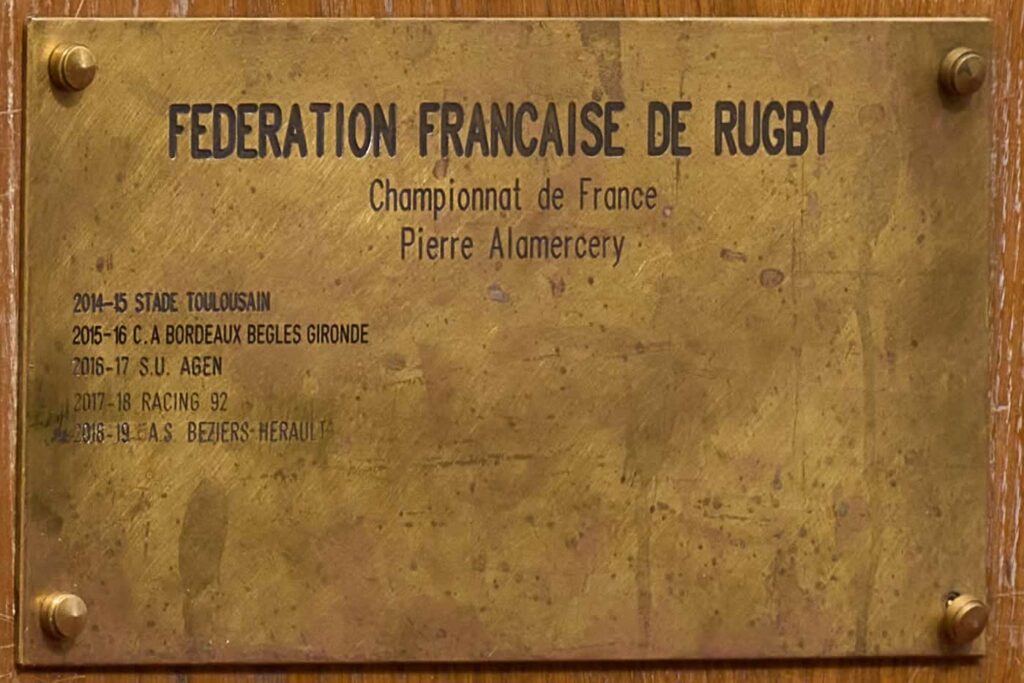 FEDERATION FRANCAISE DE RUGBY
Championnat de France
Pierre Alamercery
2014-15 STADE TOULOUSAIN
2015-16 C.A BORDEAUX BEGLES GIRONDE
2016-17 S.U. AGEN
2017-18 RACING 92
2018-19 A.S. BEZIERS HERAULT